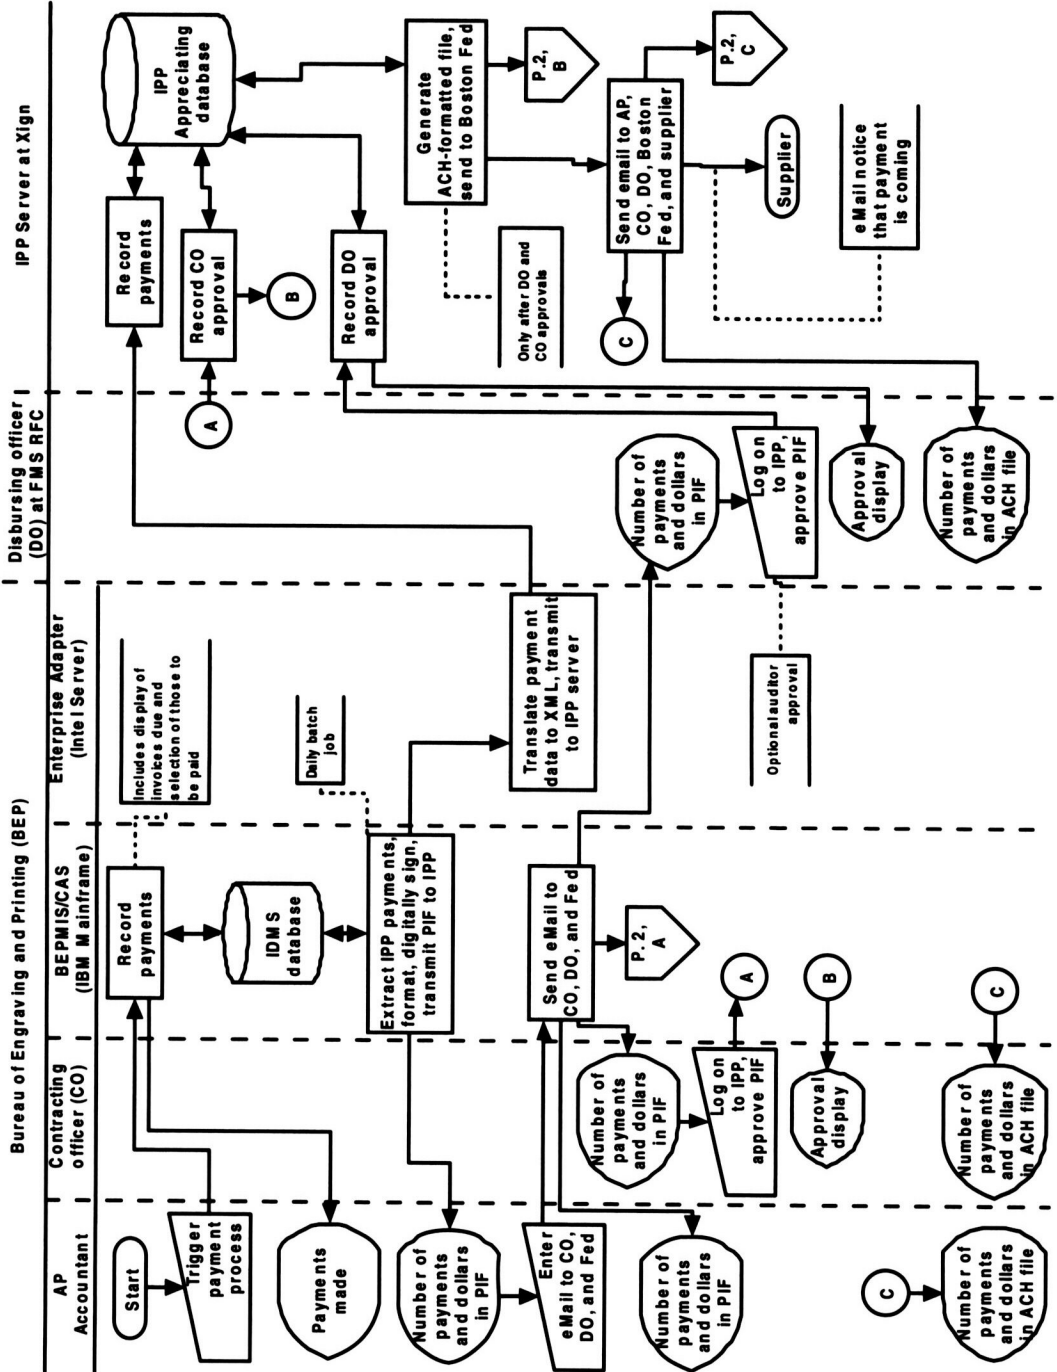 Bureau of Engraving and Printing (BEP)
AP
Accountant
Contracting
officer (CO)
BEPMIS/CAS
(IBM Mainframe)
Enterprise Adapter
(Intel Server)
Disbursing officer
(DO) at FMS RFC
IPP Server at Xign
Start
Trigger
payment
process
Record
payments
Includes display of
invoices due and
selection of those to
be paid
Record
payments
IPP
Appreciating
database
Payments
made
IDMS
database
A
Record CO
approval
B
Daily batch
job
Number of
payments
and dollars
in PIF
Extract IPP payments,
format, digitally sign,
transmit PIF to IPP
Record DO
approval
Enter
eMail to CO,
DO, and Fed
Translate payment
data to XML, transmit
to IPP server
Only after DO and
CO approvals
Generate
ACH-formatted file,
send to Boston Fed
P.2,
B
Number of
payments
and dollars
in PIF
Number of
payments
and dollars
in PIF
Send eMail to
CO, DO, and Fed
P. 2,
A
Number of
payments
and dollars
in PIF
C
Send email to AP,
CO, DO, Boston
Fed, and supplier
P.2,
C
Log on
to IPP,
approve PIF
A
Optional auditor
approval
Log on
to IPP,
approve PIF
Supplier
Approval
display
B
Approval
display
eMail notice
that payment
is coming
C
Number of
payments
and dollars
in ACH file
Number of
payments
and dollars
in ACH file
C
Number of
payments
and dollars
in ACH file